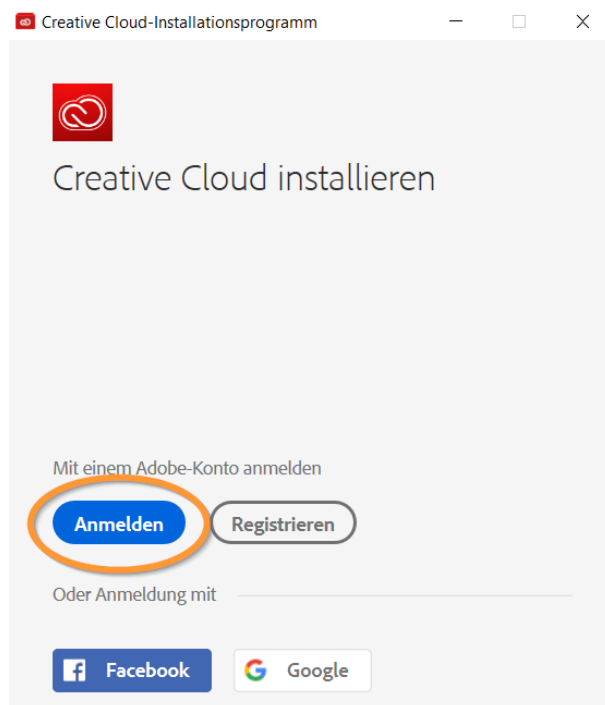 Creative Cloud-Installationsprogramm
Creative Cloud installieren
Mit einem Adobe-Konto anmelden
Anmelden Registrieren
Oder Anmeldung mit
Facebook Google